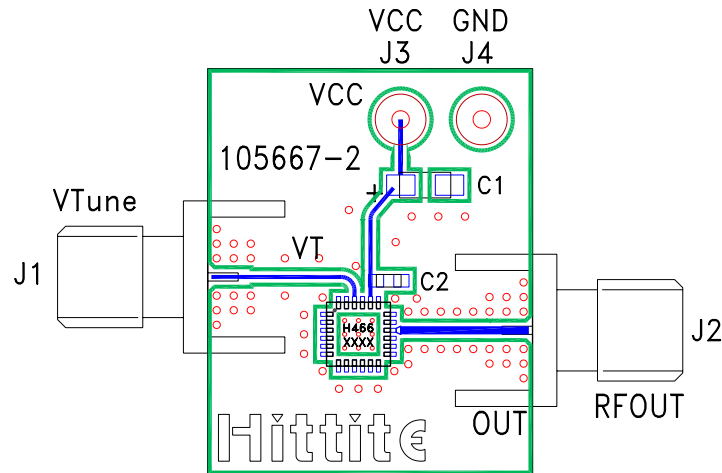 VCC GND
J3 J4
VCC
105667-2
C1
VTune
VT
J1
C2
H466
XXXX
J2
RFOUT
OUT
Hittite